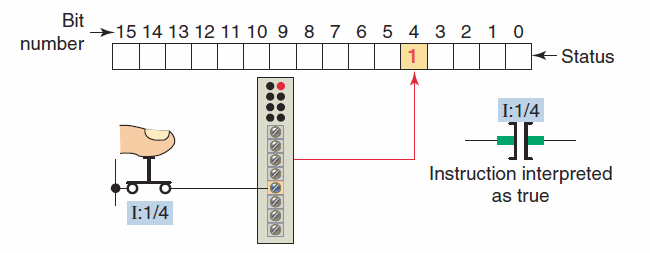 Bit
number
15 14 13 12 11 10 9 8 7 6 5 4 3 2 1 0
1
Status
I:1/4
Instruction interpreted
as true
I:1/4